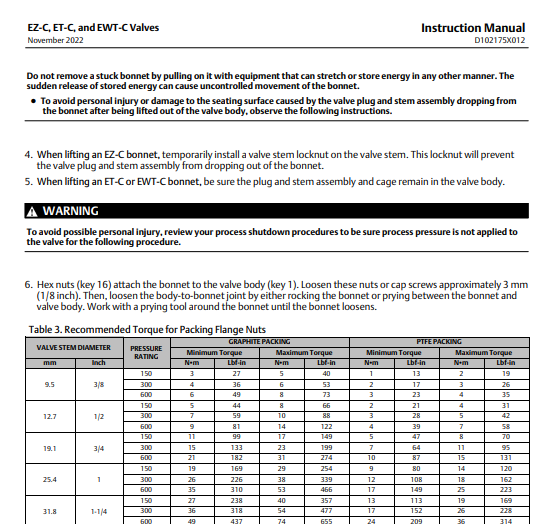 EZ-C, ET-C, and EWT-C Valves
November 2022
Instruction Manual
D102175X012
Do not remove a stuck bonnet by pulling on it with equipment that can stretch or store energy in any other manner. The
sudden release of stored energy can cause uncontrolled movement of the bonnet.
• To avoid personal injury or damage to the seating surface caused by the valve plug and stem assembly dropping from
the bonnet after being lifted out of the valve body, observe the following instructions.
4. When lifting an EZ-C bonnet, temporarily install a valve stem locknut on the valve stem. This locknut will prevent
the valve plug and stem assembly from dropping out of the bonnet.
5. When lifting an ET-C or EWT-C bonnet, be sure the plug and stem assembly and cage remain in the valve body.
WARNING
To avoid possible personal injury, review your process shutdown procedures to be sure process pressure is not applied to
the valve for the following procedure.
6. Hex nuts (key 16) attach the bonnet to the valve body (key 1). Loosen these nuts or cap screws approximately 3 mm
(1/8 inch). Then, loosen the body-to-bonnet joint by either rocking the bonnet or prying between the bonnet and
valve body. Work with a prying tool around the bonnet until the bonnet loosens.
Table 3. Recommended Torque for Packing Flange Nuts
VALVE STEM DIAMETER PRESSURE RATING GRAPHITE PACKING PTFE PACKING
Minimum Torque Maximum Torque Minimum Torque Maximum Torque
mm Inch N•m Lbf-in N•m Lbf-in N•m Lbf-in N•m Lbf-in
9.5 3/8 150 3 27 5 40 1 13 2 19
300 4 36 6 53 2 17 3 26
600 6 49 8 73 3 23 4 35
12.7 1/2 150 5 44 8 66 2 21 4 31
300 7 59 10 88 3 28 5 42
600 9 81 14 122 4 39 7 58
19.1 3/4 150 11 99 17 149 5 47 8 70
300 15 133 23 199 7 64 11 95
600 21 182 31 274 10 87 15 131
25.4 1 150 19 169 29 254 9 80 14 120
300 26 226 38 339 12 108 18 162
600 35 310 53 466 17 149 25 223
31.8 1-1/4 150 27 238 40 357 13 113 19 169
300 36 318 54 477 17 152 26 228
600 49 437 74 655 24 209 36 314